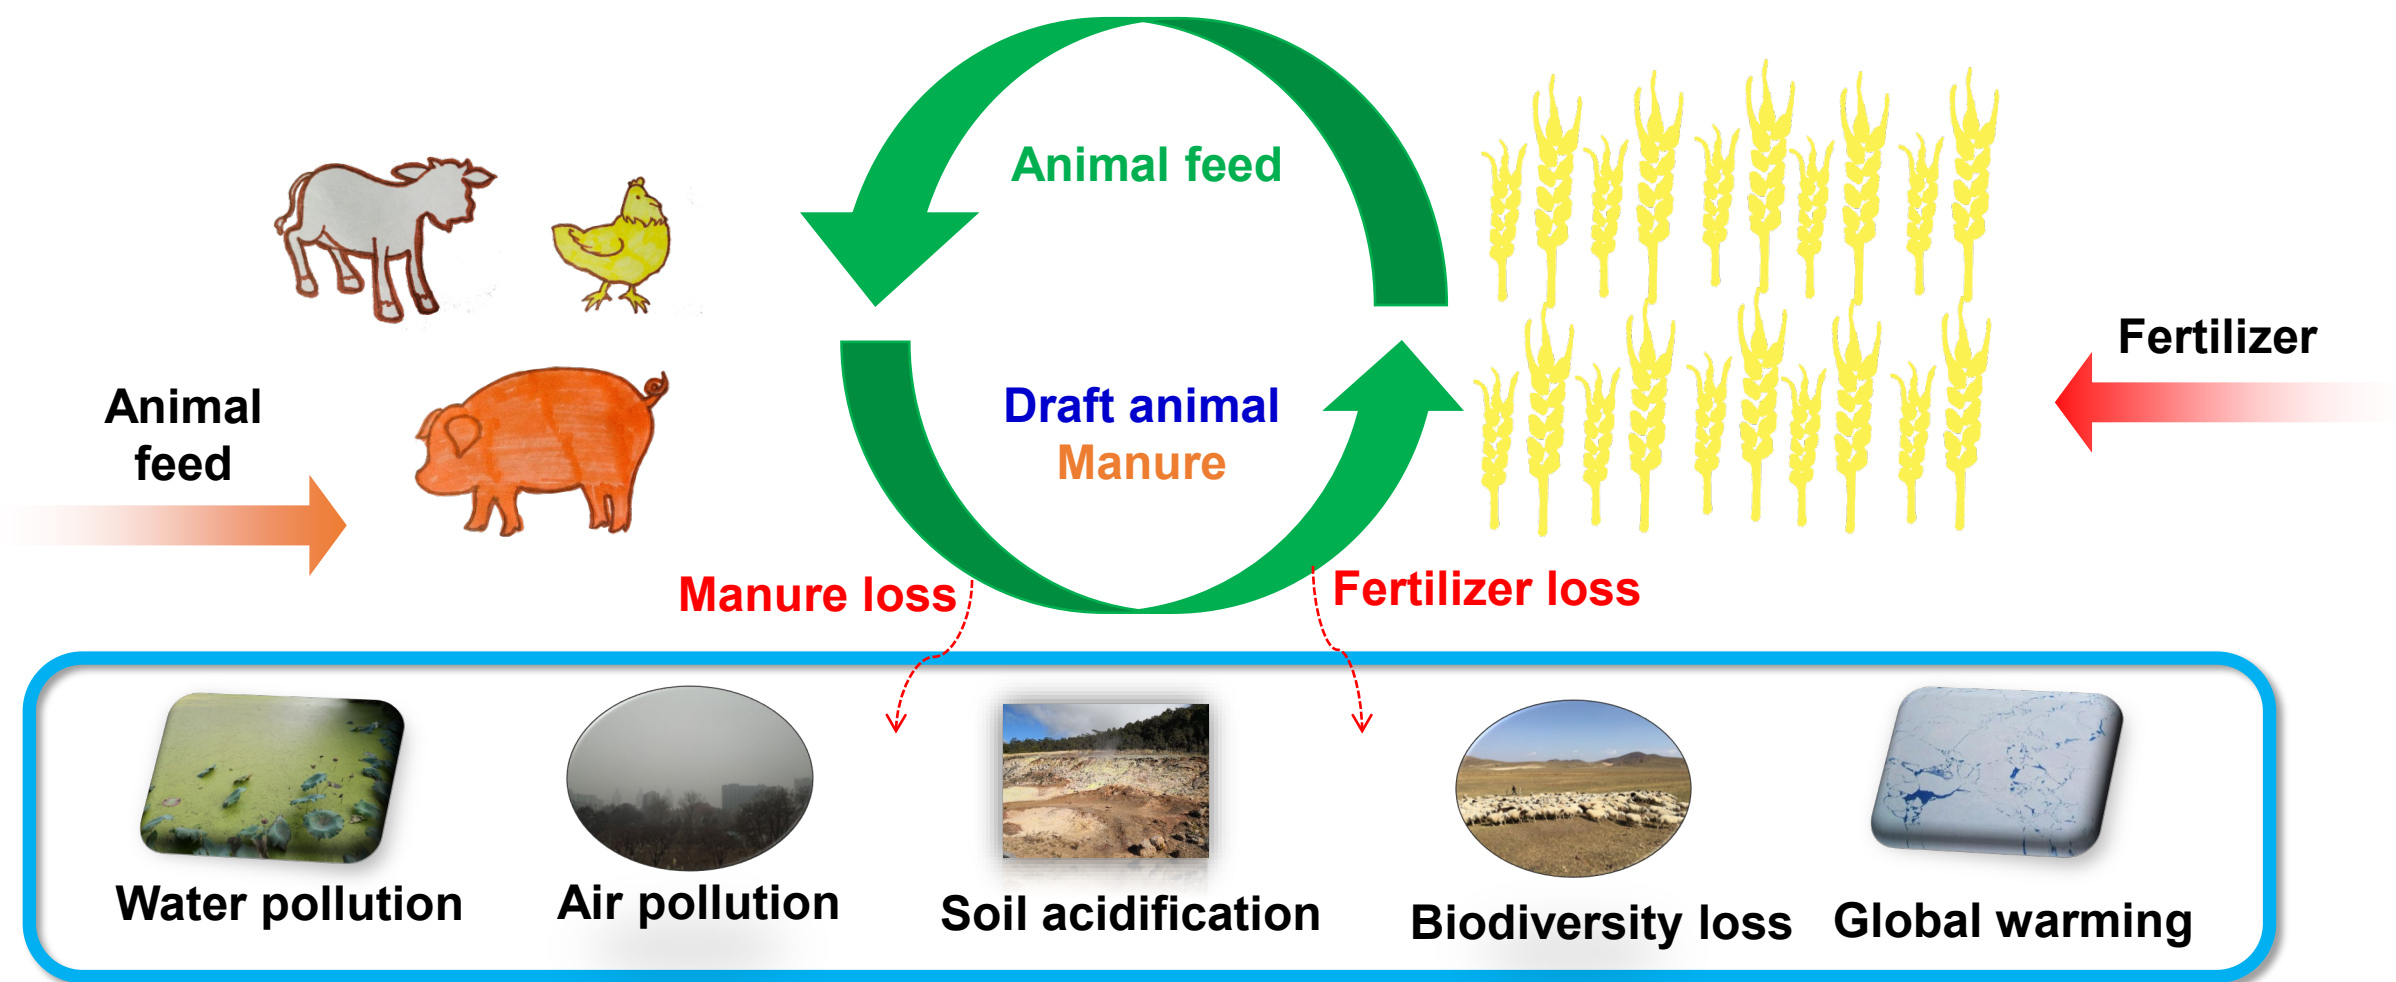 Animal feed
Fertilizer
Animal
feed
Draft animal
Manure
Manure loss
Fertilizer loss
Water pollution
Air pollution
Soil acidification
Biodiversity loss
Global warming